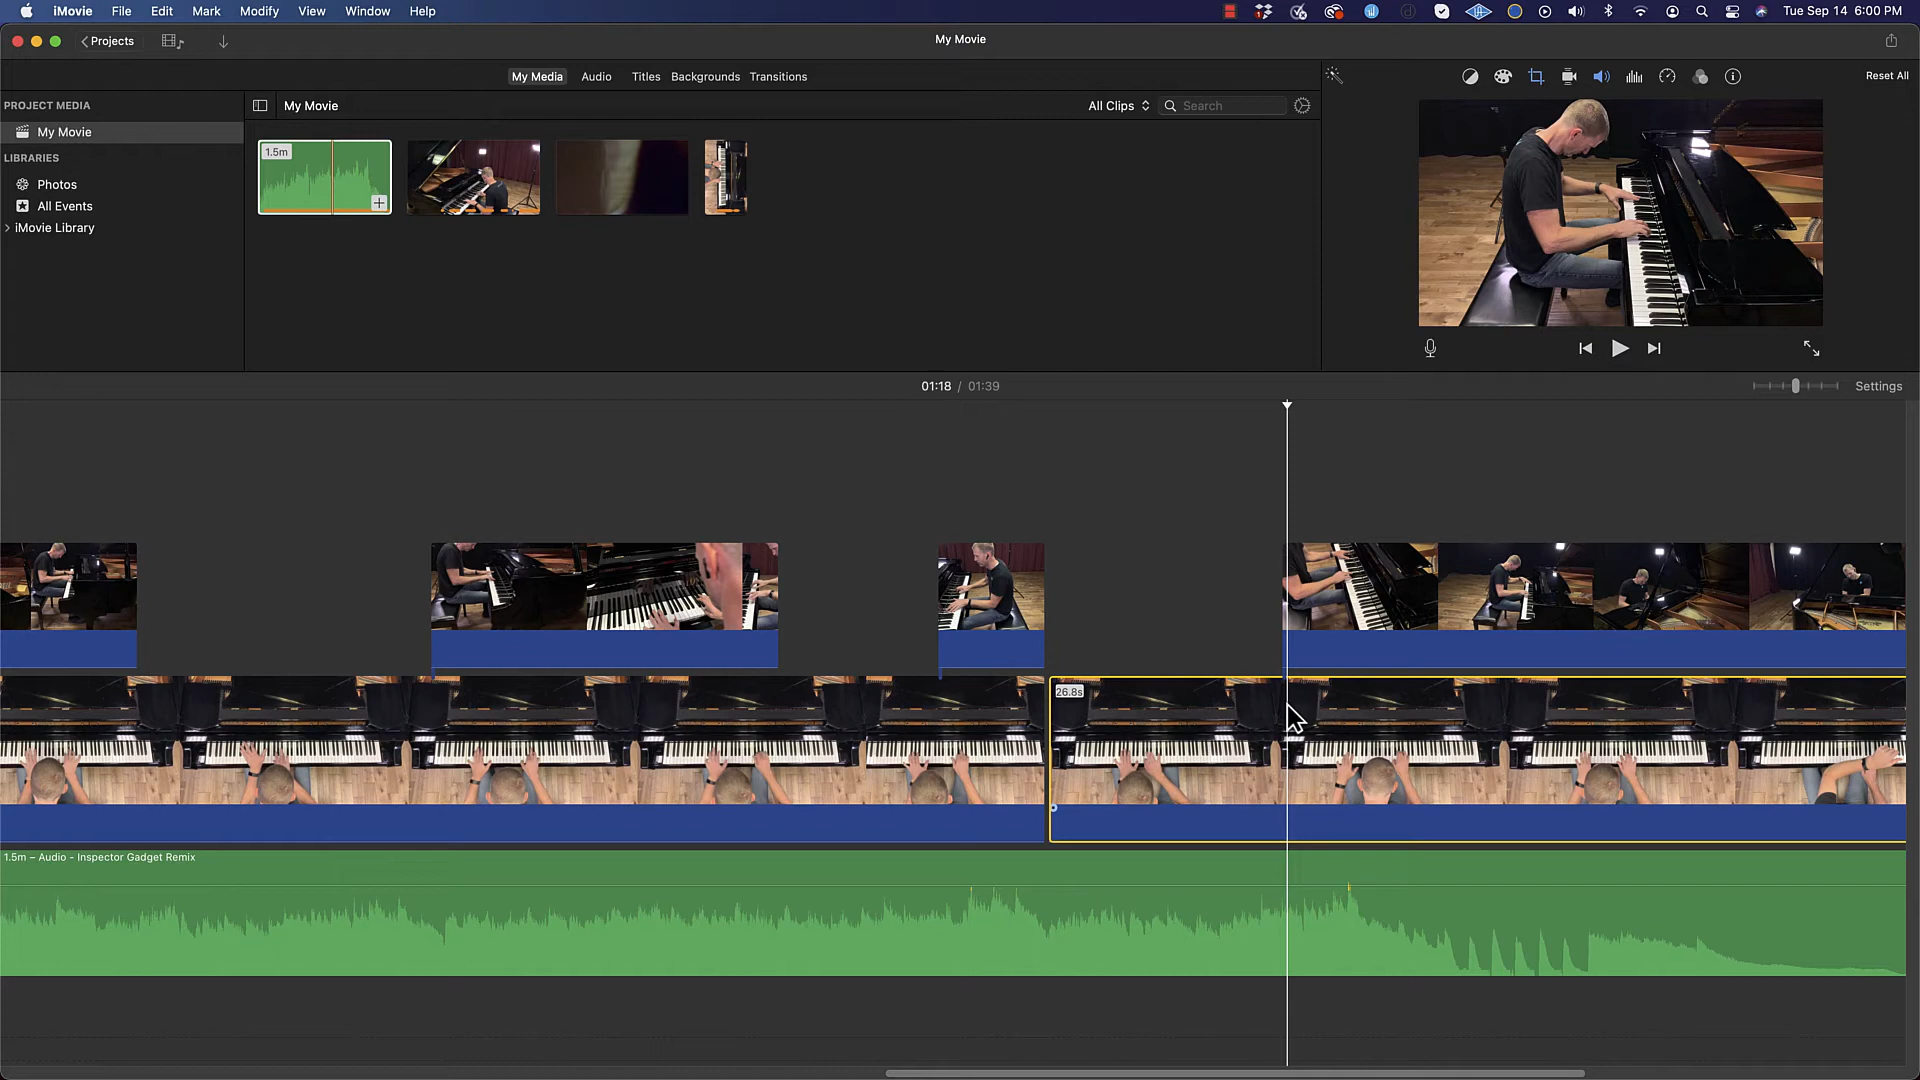 iMovie File Edit Mark Modify View Window Help
Tue Sep 14 6:00 PM
Projects
My Movie
My Media Audio Titles Backgrounds Transitions
Reset All
PROJECT MEDIA
My Movie
All Clips
Search
My Movie
LIBRARIES
1.5m
Photos
All Events
iMovie Library
01:18 / 01:39
Settings
26.8s
1.5m – Audio - Inspector Gadget Remix